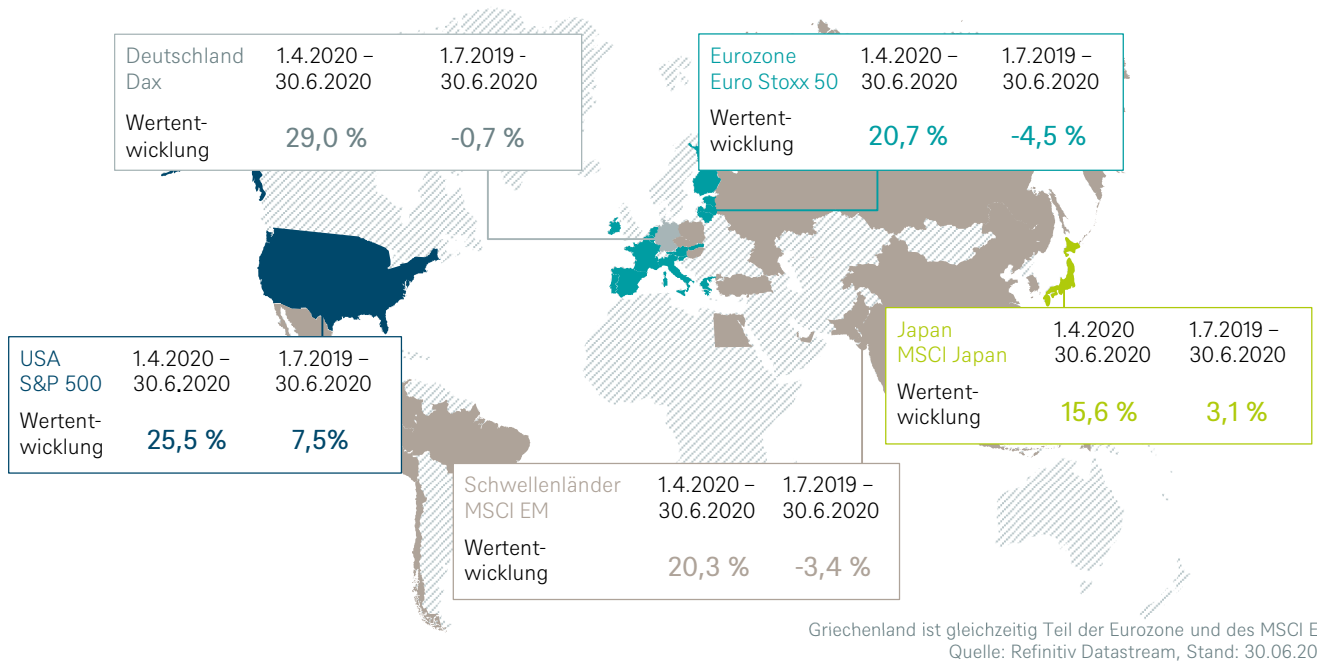 Deutschland 1.4.2020 – 1.7.2019 -
Dax 30.6.2020 30.6.2020
Wertent-
wicklung 29,0 % -0,7 %
Eurozone 1.4.2020 – 1.7.2019 –
Euro Stoxx 50 30.6.2020 30.6.2020
Wertent-
wicklung 20,7 % -4,5 %
USA 1.4.2020 – 1.7.2019 –
S&P 500 30.6.2020 30.6.2020
Wertent-
wicklung 25,5 % 7,5%
Japan 1.4.2020 1.7.2019 –
MSCI Japan 30.6.2020 30.6.2020
Wertent-
wicklung 15,6 % 3,1 %
Schwellenländer 1.4.2020 – 1.7.2019 –
MSCI EM 30.6.2020 30.6.2020
Wertent-
wicklung 20,3 % -3,4 %
Griechenland ist gleichzeitig Teil der Eurozone und des MSCI E
Quelle: Refinitiv Datastream, Stand: 30.06.20